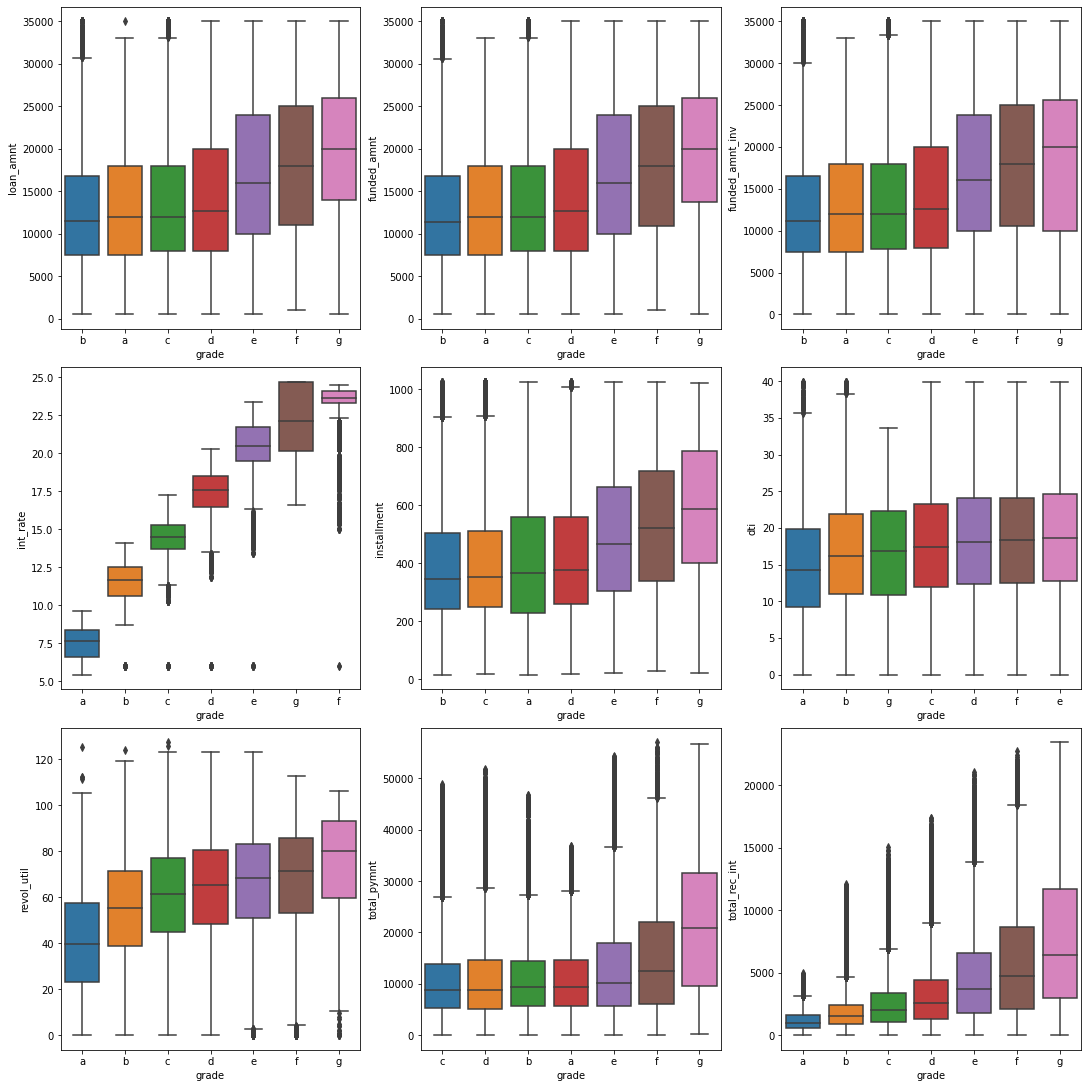 loan_amnt
35000
30000
25000
20000
15000
10000
5000
0
b a c d e f g
grade
funded_amnt
35000
30000
25000
20000
15000
10000
5000
0
b a c d e f g
grade
funded_amnt_inv
35000
30000
25000
20000
15000
10000
5000
0
b a c d e f g
grade
int_rate
25.0
22.5
20.0
17.5
15.0
12.5
10.0
7.5
5.0
a b c d e g f
grade
installment
1000
800
600
400
200
0
b c a d e f g
grade
dti
40
35
30
25
20
15
10
5
0
a b g c d f e
grade
revol_util
120
100
80
60
40
20
0
a b c d e f g
grade
total_pymnt
50000
40000
30000
20000
10000
0
c d b a e f g
grade
total_rec_int
20000
15000
10000
5000
0
a b c d e f g
grade